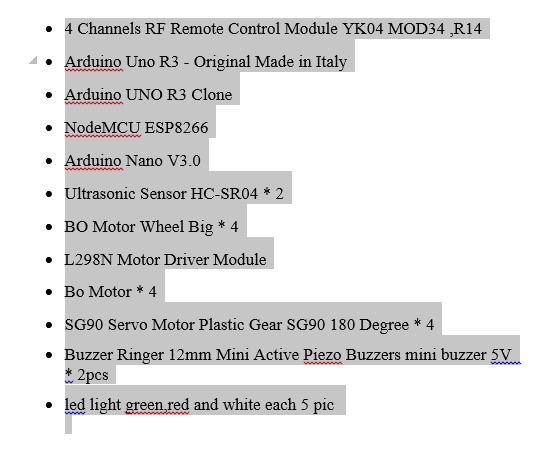 4 Channels RF Remote Control Module YK04 MOD34 ,R14
Arduino Uno R3 - Original Made in Italy
Arduino UNO R3 Clone
NodeMCU ESP8266
Arduino Nano V3.0
Ultrasonic Sensor HC-SR04 * 2
BO Motor Wheel Big * 4
L298N Motor Driver Module
Bo Motor * 4
SG90 Servo Motor Plastic Gear SG90 180 Degree * 4
Buzzer Ringer 12mm Mini Active Piezo Buzzers mini buzzer 5V
* 2pcs
led light green,red and white each 5 pic